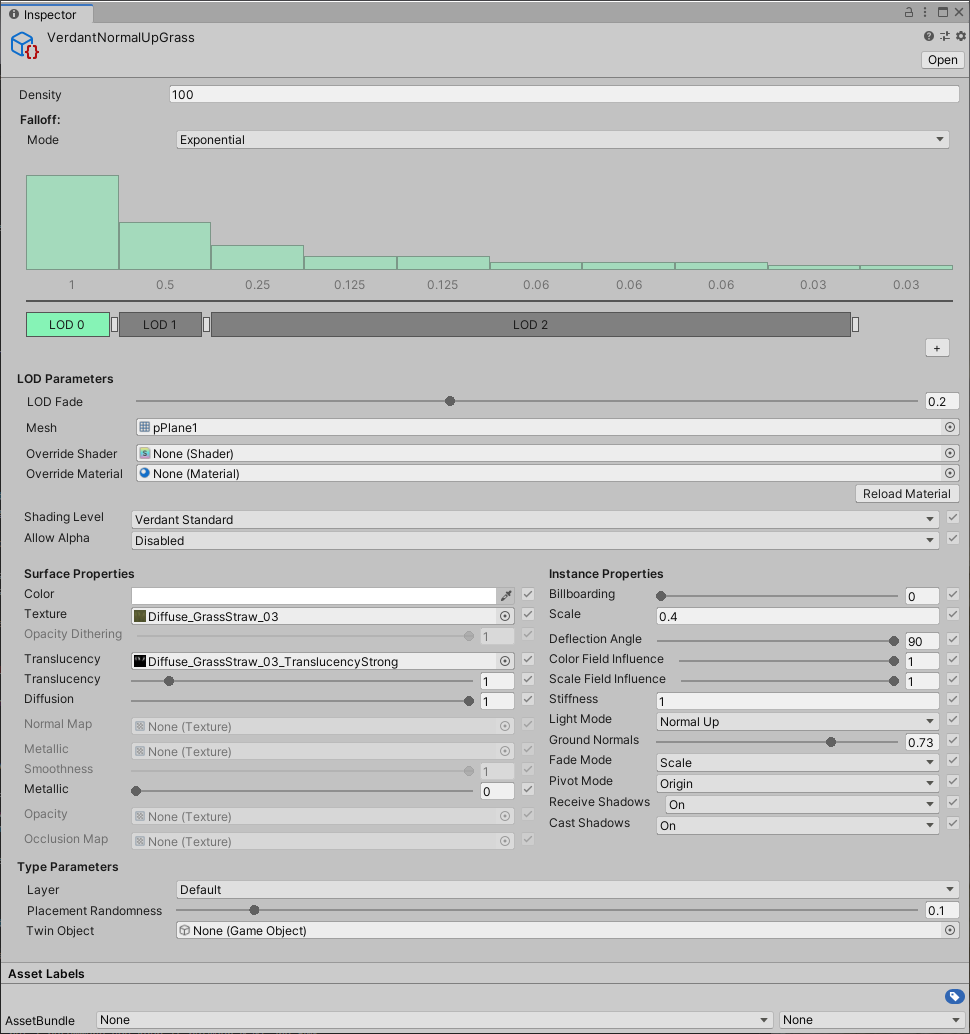 Inspector
VerdantNormalUpGrass
Open
Density 100
Falloff:
Mode Exponential
1 0.5 0.25 0.125 0.125 0.06 0.06 0.06 0.03 0.03
LOD 0 LOD 1 LOD 2
+
LOD Parameters
LOD Fade 0.2
Mesh pPlane1
Override Shader None (Shader)
Override Material None (Material)
Reload Material
Shading Level Verdant Standard
Allow Alpha Disabled
Surface Properties
Color
Texture Diffuse_GrassStraw_03
Opacity Dithering 1
Translucency Diffuse_GrassStraw_03_TranslucencyStrong
Translucency 1
Diffusion 1
Normal Map None (Texture)
Metallic None (Texture)
Smoothness 1
Metallic 0
Opacity None (Texture)
Occlusion Map None (Texture)
Instance Properties
Billboarding 0
Scale 0.4
Deflection Angle 90
Color Field Influence 1
Scale Field Influence 1
Stiffness 1
Light Mode Normal Up
Ground Normals 0.73
Fade Mode Scale
Pivot Mode Origin
Receive Shadows On
Cast Shadows On
Type Parameters
Layer Default
Placement Randomness 0.1
Twin Object None (Game Object)
Asset Labels
AssetBundle None None